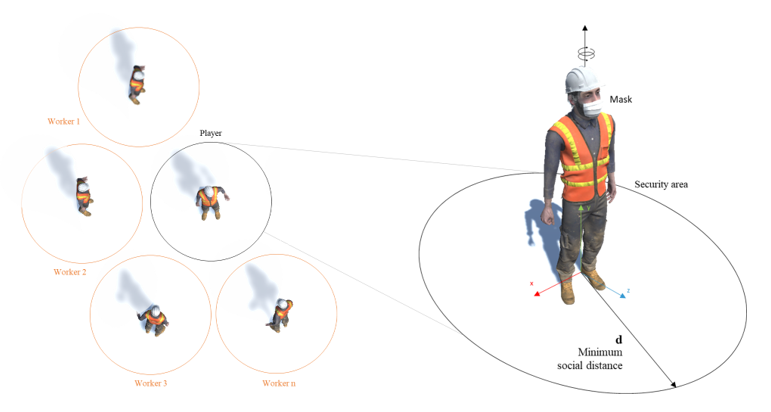 Mask
Worker 1
Player
Security area
Worker 2
x
z
d
Minimum
social distance
Worker 3
Worker n